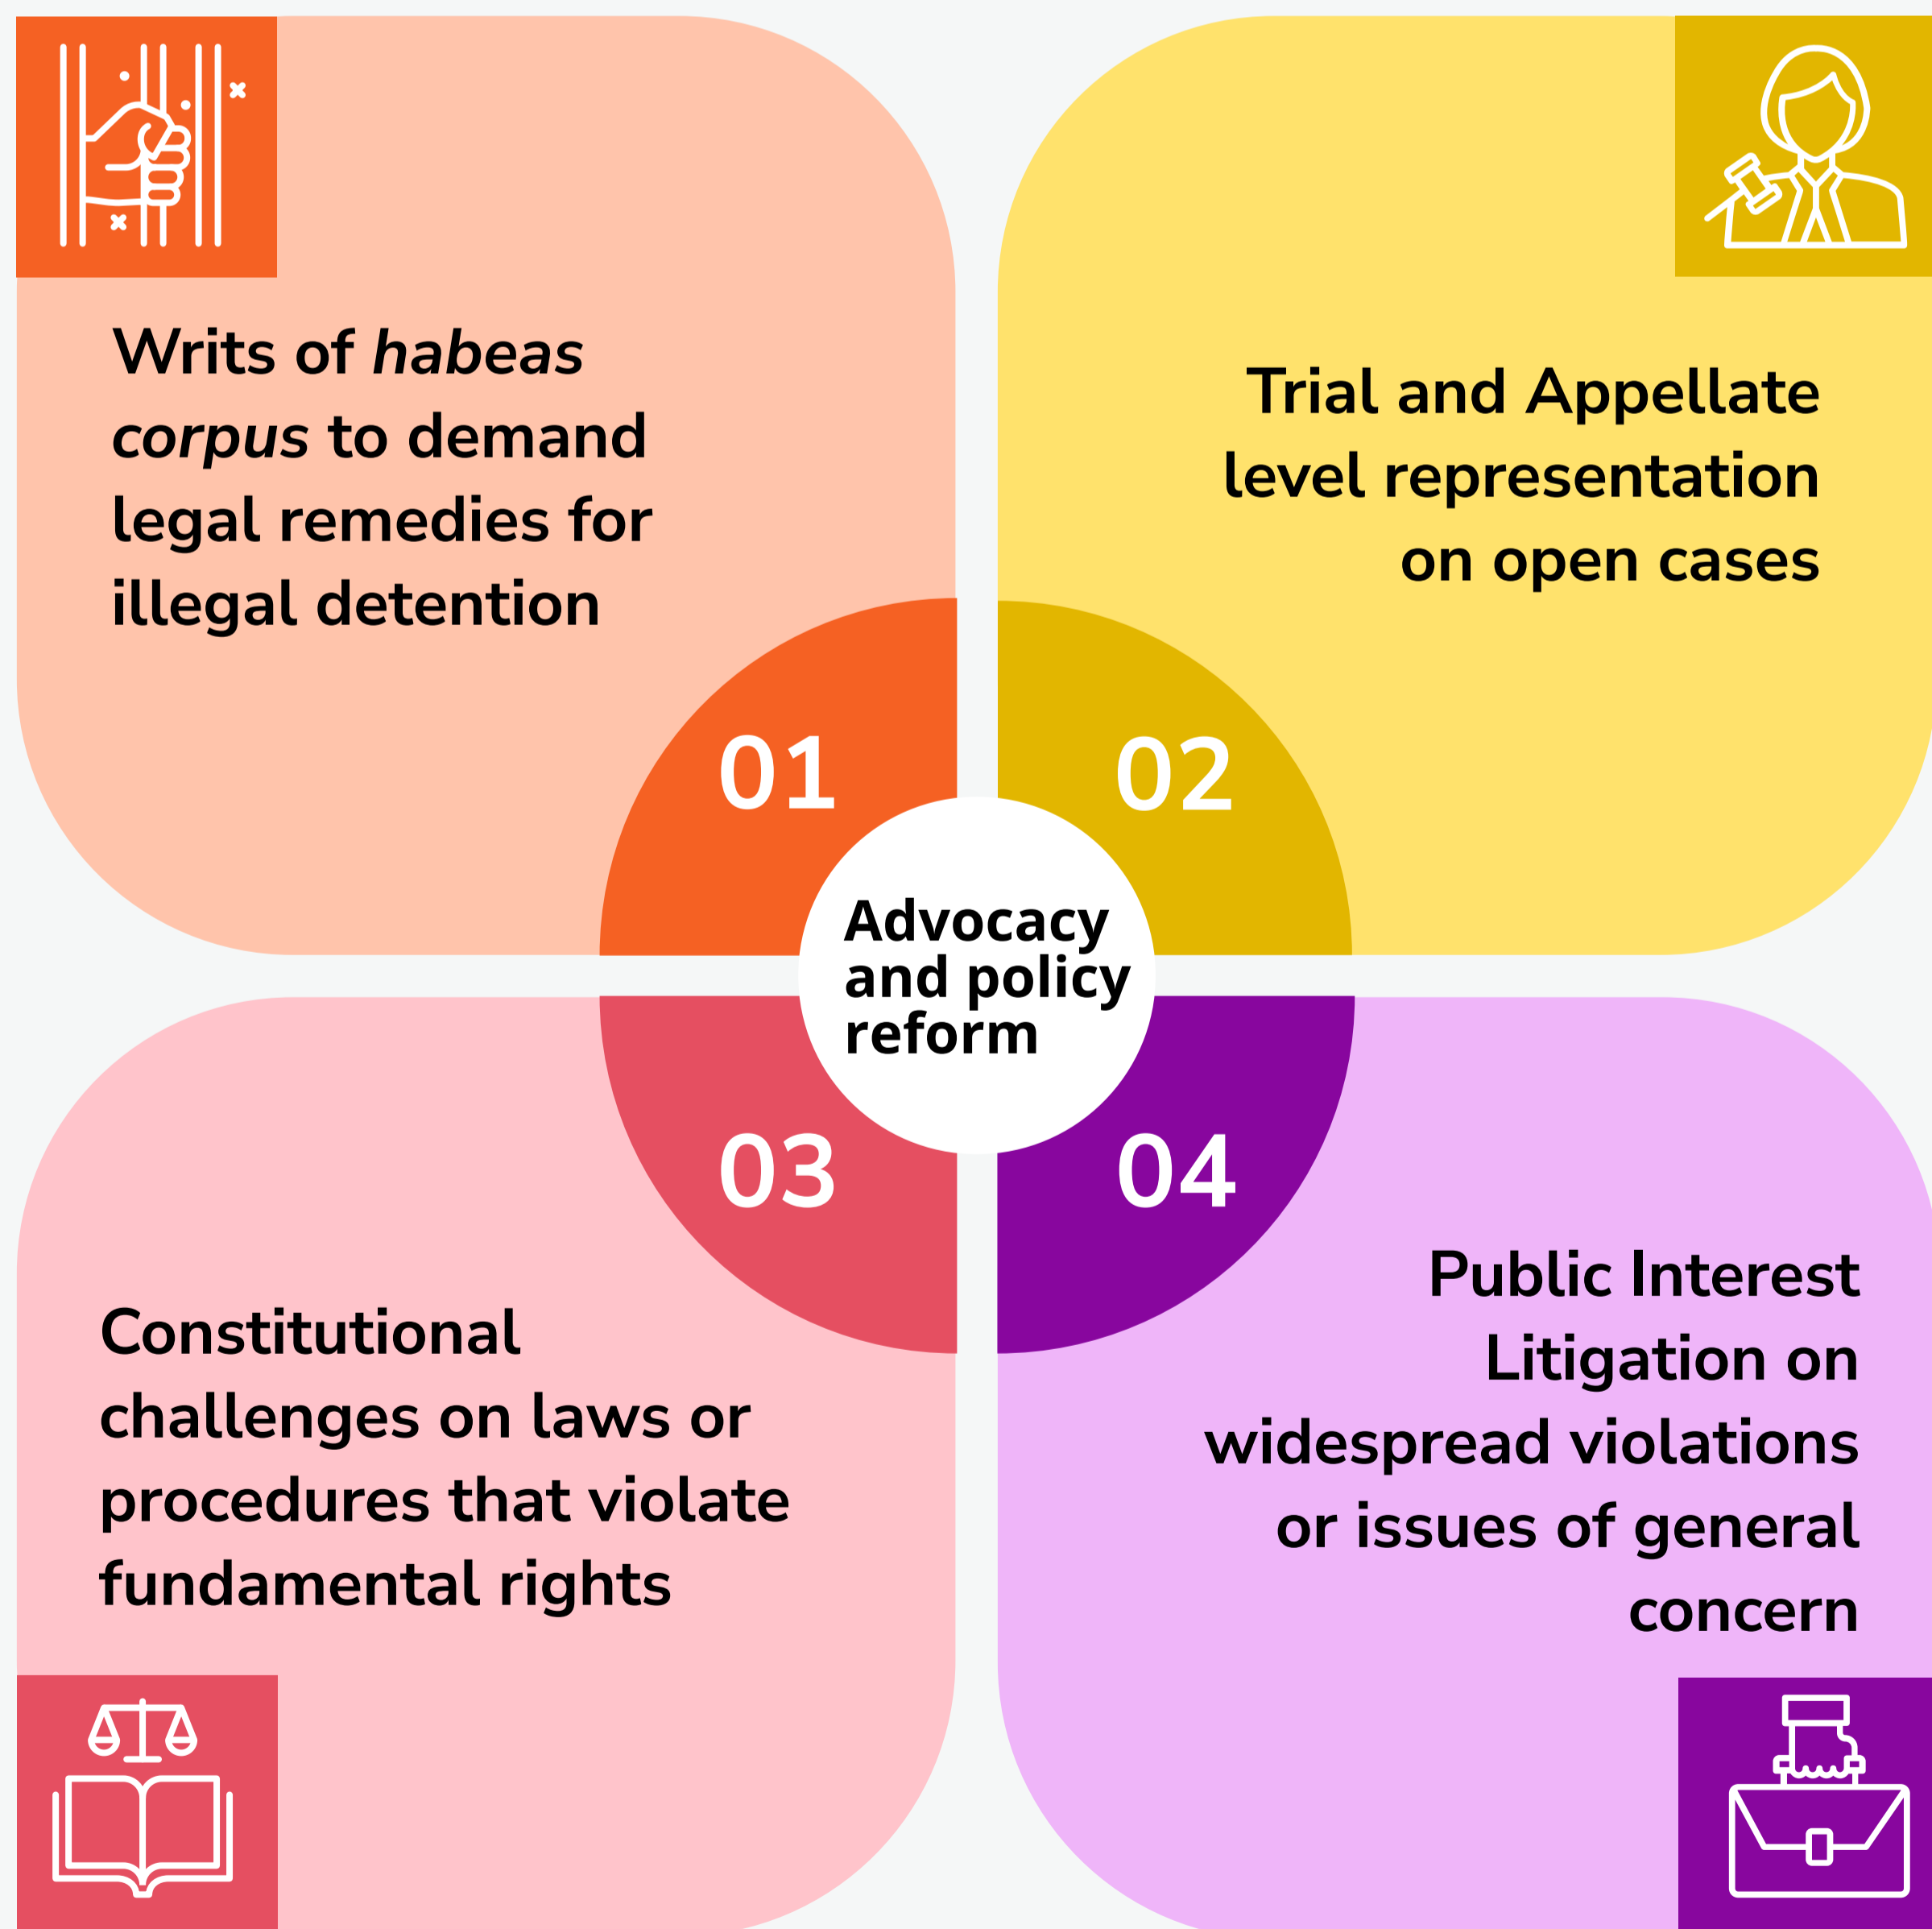 Writs of habeas
corpus to demand
legal remedies for
illegal detention
01
Trial and Appellate
level representation
on open cases
02
Advocacy
and policy
reform
03
Constitutional
challenges on laws or
procedures that violate
fundamental rights
04
Public Interest
Litigation on
widespread violations
or issues of general
concern